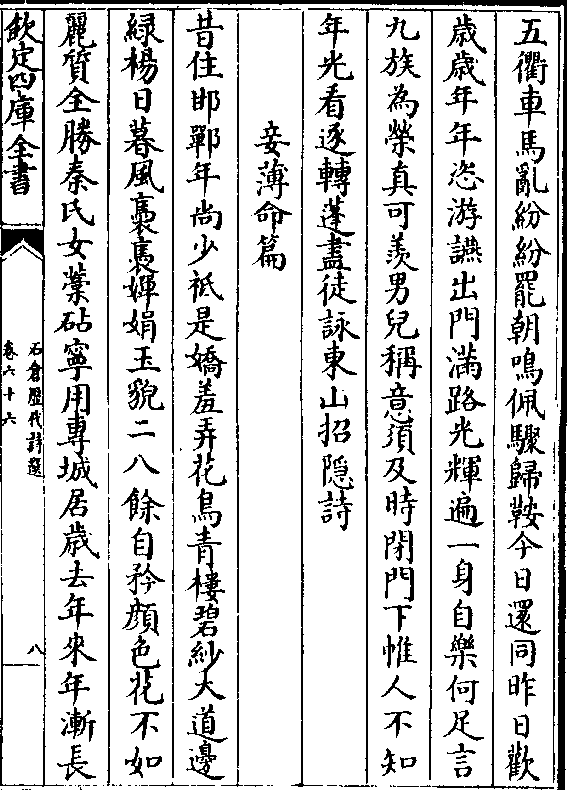 五衢車馬亂紛紛罷朝鳴佩驟歸鞍今日還同昨日歡
歳歳年年恣游讌出門滿路光輝遍一身自樂何足言
九族為榮真可羨男兒稱意須及時閉門下帷人不知
年光看逐轉蓬盡徒詠東山招隠詩
妾薄命篇
昔住邯鄲年尚少祗是嬌羞弄花鳥青樓碧紗大道邊
緑楊日暮風裊裊嬋娟玉貌二八餘自矜顔色花不如
麗質全勝秦氏女藁砧寧用專城居歳去年來年漸長
欽定四庫全書
石倉歴代詩選
卷六十六
八